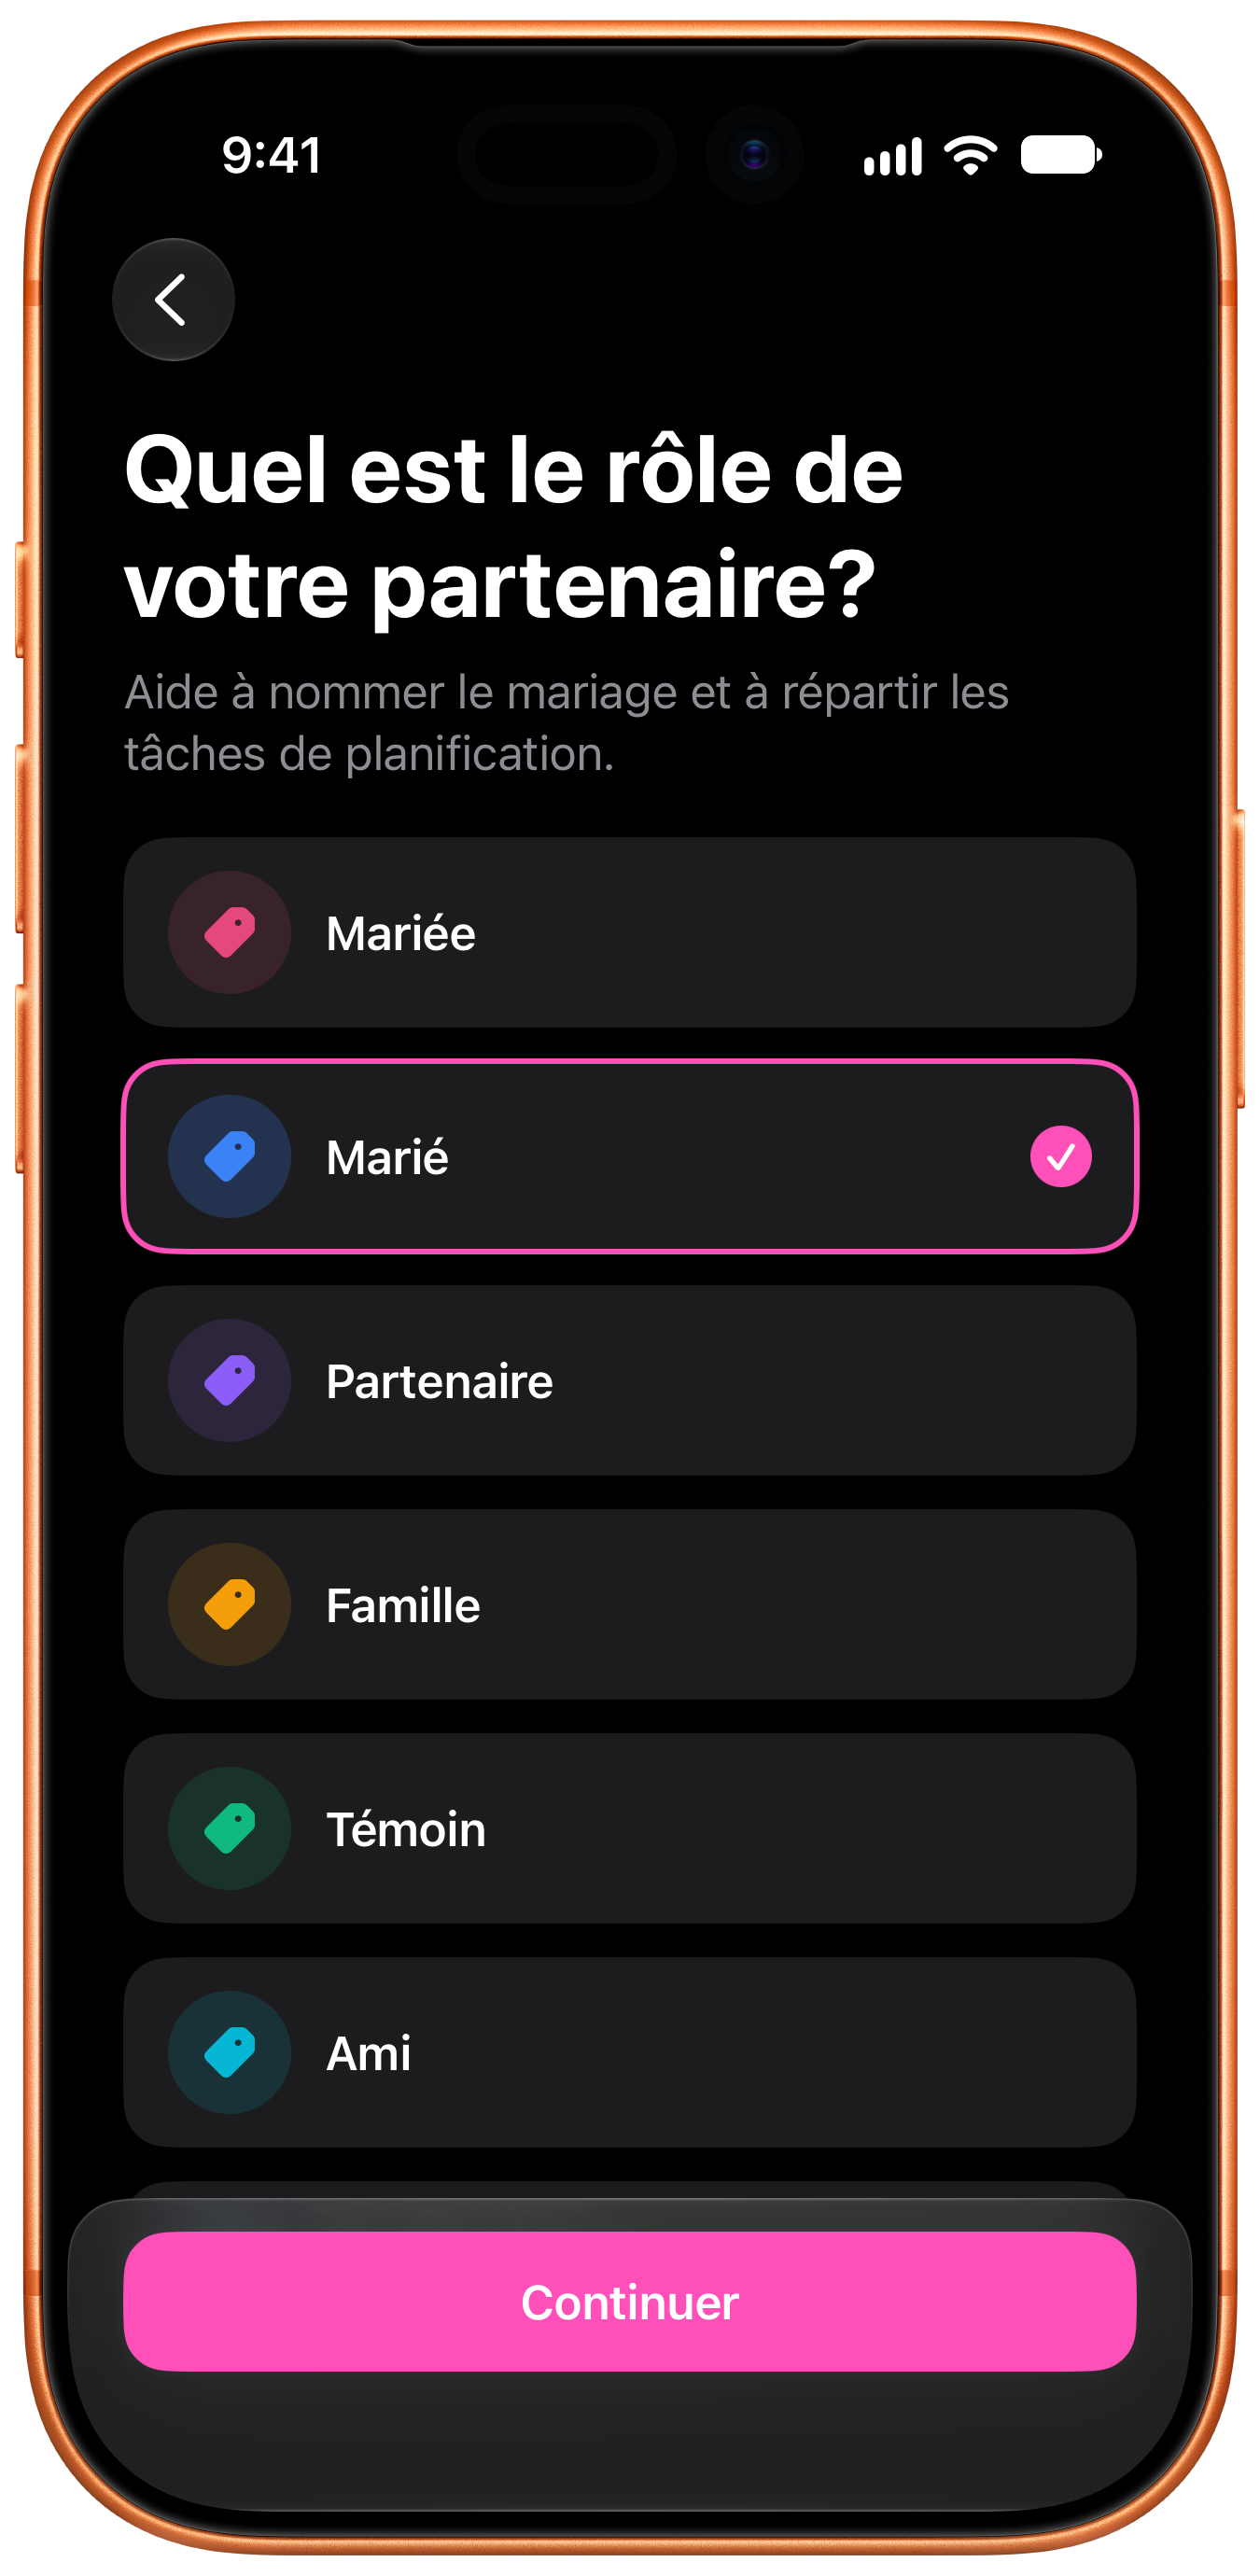 9:41
Quel est le rôle de
votre partenaire?
Aide à nommer le mariage et à répartir les
tâches de planification.
Mariée
Marié
Partenaire
Famille
Témoin
Ami
Continuer